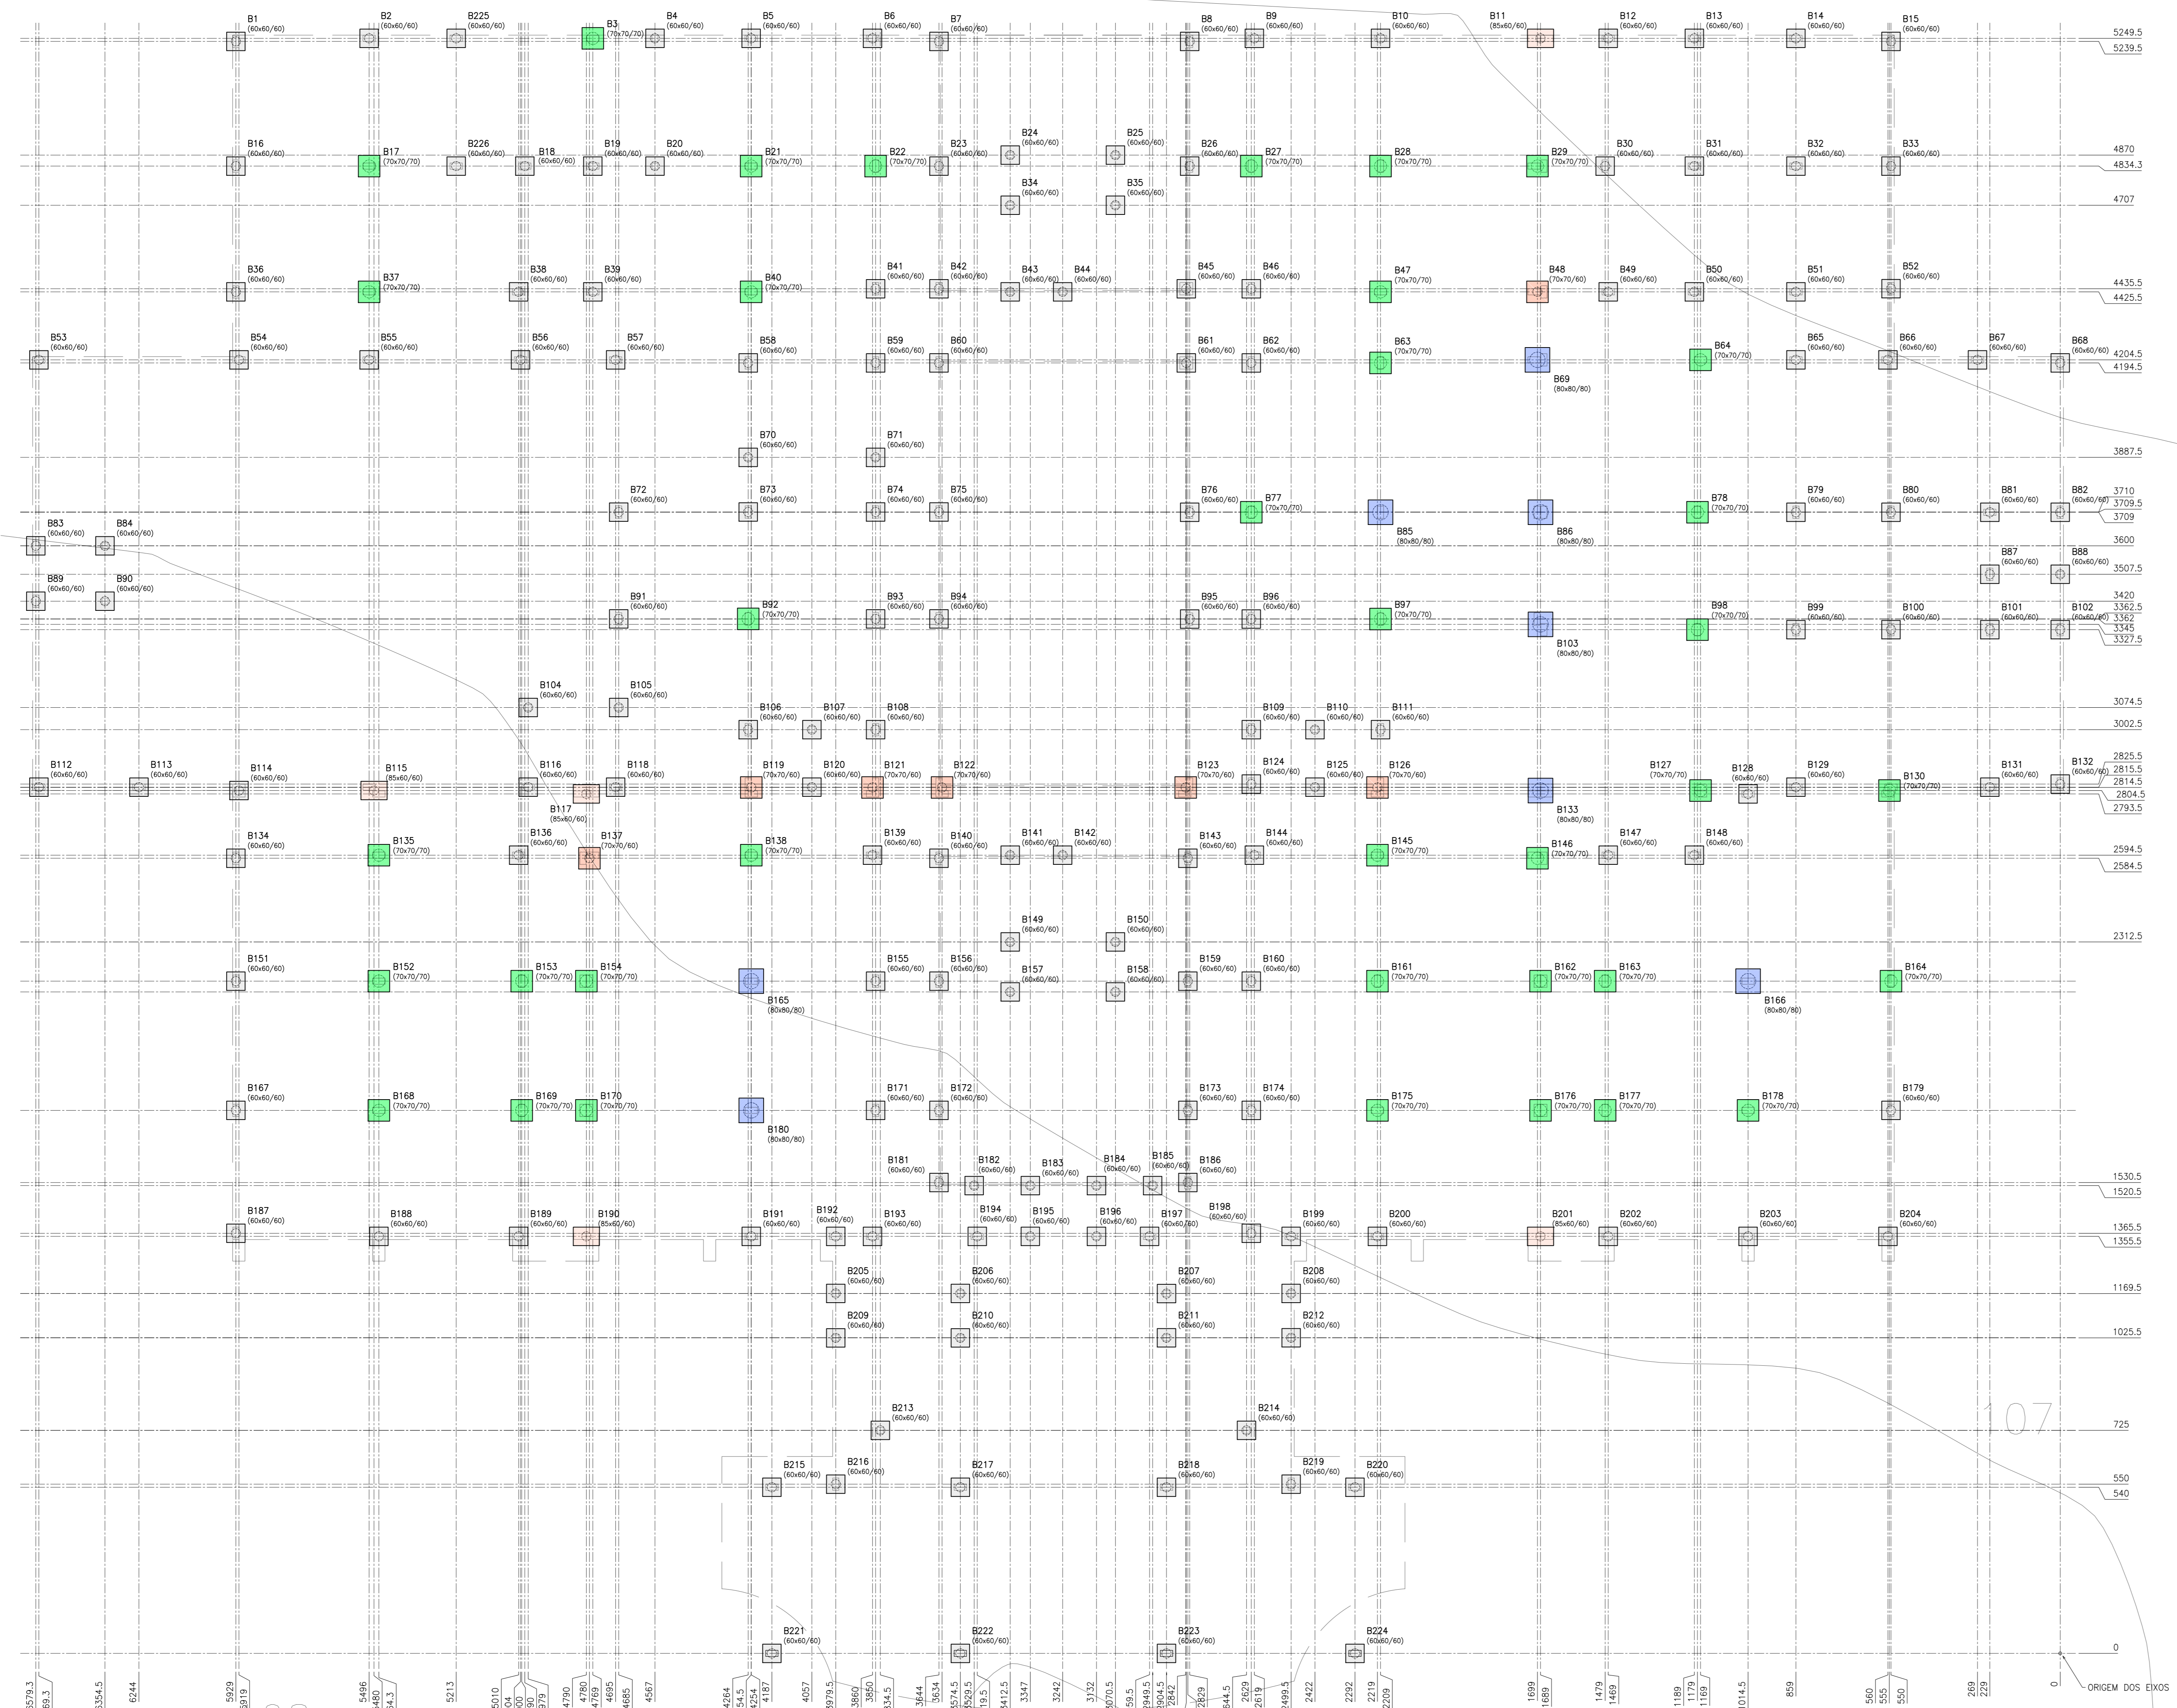 B1
(60x60/60)
B2
(60x60/60)
B225
(60x60/60)
B3
(70x70/70)
B4
(60x60/60)
B5
(60x60/60)
B6
(60x60/60)
B7
(60x60/60)
B8
(60x60/60)
B9
(60x60/60)
B10
(60x60/60)
B11
(85x60/60)
B12
(60x60/60)
B13
(60x60/60)
B14
(60x60/60)
B15
(60x60/60)
5249.5
5239.5
B16
(60x60/60)
B17
(70x70/70)
B226
(60x60/60)
B18
(60x60/60)
B19
(60x60/60)
B20
(60x60/60)
B21
(70x70/70)
B22
(70x70/70)
B23
(60x60/60)
B24
(60x60/60)
B25
(60x60/60)
B26
(60x60/60)
B27
(70x70/70)
B28
(70x70/70)
B29
(70x70/70)
B30
(60x60/60)
B31
(60x60/60)
B32
(60x60/60)
B33
(60x60/60)
4870
4834.3
B34
(60x60/60)
B35
(60x60/60)
4707
B36
(60x60/60)
B37
(70x70/70)
B38
(60x60/60)
B39
(60x60/60)
B40
(70x70/70)
B41
(60x60/60)
B42
(60x60/60)
B43
(60x60/60)
B44
(60x60/60)
B45
(60x60/60)
B46
(60x60/60)
B47
(70x70/70)
B48
(70x70/60)
B49
(60x60/60)
B50
(60x60/60)
B51
(60x60/60)
B52
(60x60/60)
4435.5
4425.5
B53
(60x60/60)
B54
(60x60/60)
B55
(60x60/60)
B56
(60x60/60)
B57
(60x60/60)
B58
(60x60/60)
B59
(60x60/60)
B60
(60x60/60)
B61
(60x60/60)
B62
(60x60/60)
B63
(70x70/70)
B69
(80x80/80)
B64
(70x70/70)
B65
(60x60/60)
B66
(60x60/60)
B67
(60x60/60)
B68
(60x60/60)
4204.5
4194.5
B70
(60x60/60)
B71
(60x60/60)
3887.5
B72
(60x60/60)
B73
(60x60/60)
B74
(60x60/60)
B75
(60x60/60)
B76
(60x60/60)
B77
(70x70/70)
B85
(80x80/80)
B86
(80x80/80)
B78
(70x70/70)
B79
(60x60/60)
B80
(60x60/60)
B81
(60x60/60)
B82
(60x60/60)
3710
3709.5
3709
B83
(60x60/60)
B84
(60x60/60)
3600
B87
(60x60/60)
B88
(60x60/60)
3507.5
B89
(60x60/60)
B90
(60x60/60)
3420
B91
(60x60/60)
B92
(70x70/70)
B93
(60x60/60)
B94
(60x60/60)
B95
(60x60/60)
B96
(60x60/60)
B97
(70x70/70)
B103
(80x80/80)
B98
(70x70/70)
B99
(60x60/60)
B100
(60x60/60)
B101
(60x60/60)
B102
(60x60/60)
3362.5
3362
3345
3327.5
B104
(60x60/60)
B105
(60x60/60)
3074.5
B106
(60x60/60)
B107
(60x60/60)
B108
(60x60/60)
B109
(60x60/60)
B110
(60x60/60)
B111
(60x60/60)
3002.5
B112
(60x60/60)
B113
(60x60/60)
B114
(60x60/60)
B115
(85x60/60)
B116
(60x60/60)
B117
(85x60/60)
B118
(60x60/60)
B119
(70x70/60)
B120
(60x60/60)
B121
(70x70/60)
B122
(70x70/60)
B123
(70x70/60)
B124
(60x60/60)
B125
(60x60/60)
B126
(70x70/60)
B133
(80x80/80)
B127
(70x70/70)
B128
(60x60/60)
B129
(60x60/60)
B130
(70x70/70)
B131
(60x60/60)
B132
(60x60/60)
2825.5
2815.5
2814.5
2804.5
2793.5
B134
(60x60/60)
B135
(70x70/70)
B136
(60x60/60)
B137
(70x70/60)
B138
(70x70/70)
B139
(60x60/60)
B140
(60x60/60)
B141
(60x60/60)
B142
(60x60/60)
B143
(60x60/60)
B144
(60x60/60)
B145
(70x70/70)
B146
(70x70/70)
B147
(60x60/60)
B148
(60x60/60)
2594.5
2584.5
B149
(60x60/60)
B150
(60x60/60)
2312.5
B151
(60x60/60)
B152
(70x70/70)
B153
(70x70/70)
B154
(70x70/70)
B165
(80x80/80)
B155
(60x60/60)
B156
(60x60/60)
B157
(60x60/60)
B158
(60x60/60)
B159
(60x60/60)
B160
(60x60/60)
B161
(70x70/70)
B162
(70x70/70)
B163
(70x70/70)
B166
(80x80/80)
B164
(70x70/70)
B167
(60x60/60)
B168
(70x70/70)
B169
(70x70/70)
B170
(70x70/70)
B180
(80x80/80)
B171
(60x60/60)
B172
(60x60/60)
B173
(60x60/60)
B174
(60x60/60)
B175
(70x70/70)
B176
(70x70/70)
B177
(70x70/70)
B178
(70x70/70)
B179
(60x60/60)
B181
(60x60/60)
B182
(60x60/60)
B183
(60x60/60)
B184
(60x60/60)
B185
(60x60/60)
B186
(60x60/60)
1530.5
1520.5
B187
(60x60/60)
B188
(60x60/60)
B189
(60x60/60)
B190
(85x60/60)
B191
(60x60/60)
B192
(60x60/60)
B193
(60x60/60)
B194
(60x60/60)
B195
(60x60/60)
B196
(60x60/60)
B197
(60x60/60)
B198
(60x60/60)
B199
(60x60/60)
B200
(60x60/60)
B201
(85x60/60)
B202
(60x60/60)
B203
(60x60/60)
B204
(60x60/60)
1365.5
1355.5
B205
(60x60/60)
B206
(60x60/60)
B207
(60x60/60)
B208
(60x60/60)
1169.5
B209
(60x60/60)
B210
(60x60/60)
B211
(60x60/60)
B212
(60x60/60)
1025.5
107
B213
(60x60/60)
B214
(60x60/60)
725
B215
(60x60/60)
B216
(60x60/60)
B217
(60x60/60)
B218
(60x60/60)
B219
(60x60/60)
B220
(60x60/60)
550
540
B221
(60x60/60)
B222
(60x60/60)
B223
(60x60/60)
B224
(60x60/60)
0
6244
5929
5496
5213
5010
4790
4780
4769
4695
4685
4567
4264
4254
4187
4057
3860
3850
3644
3634
3412.5
3347
3242
3132
2842
2829
2629
2619
2499.5
2422
2292
2219
2209
1699
1689
1479
1469
1189
1179
1169
1014.5
859
560
555
550
269
229
0
ORIGEM DOS EIXOS